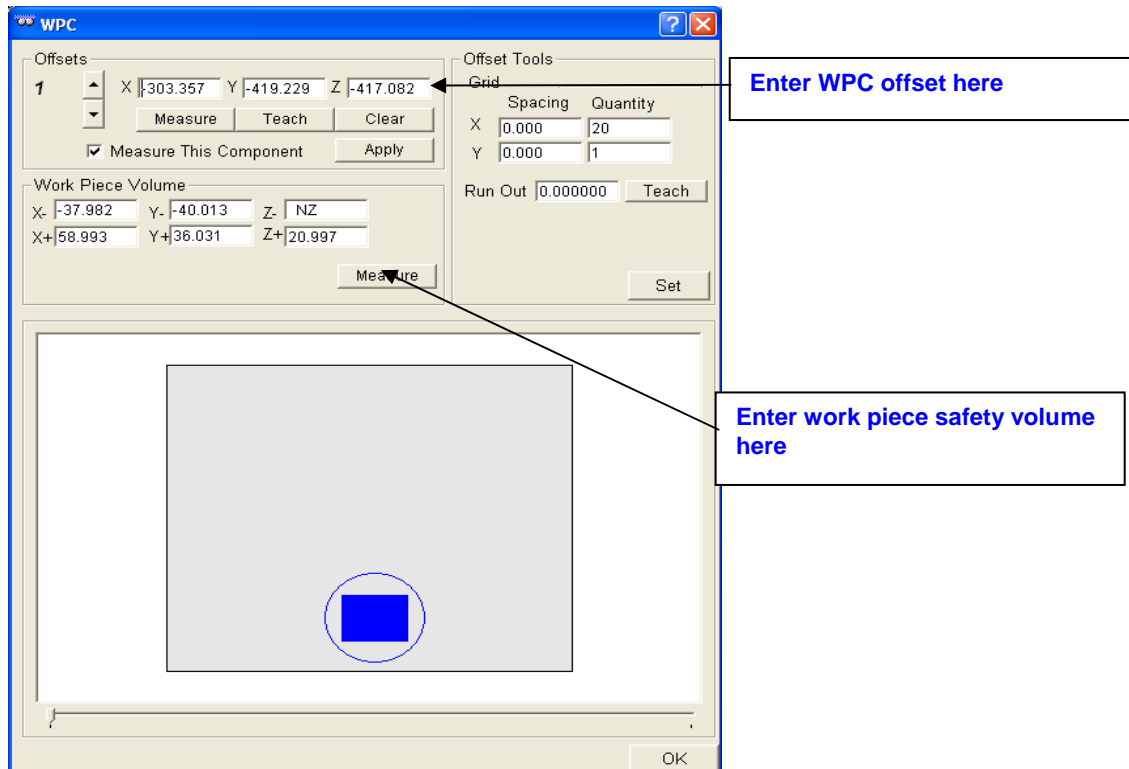 WPC
Offsets
1 X -303.357 Y -419.229 Z -417.082
Measure Teach Clear
Measure This Component Apply
Work Piece Volume
X- -37.982 Y- -40.013 Z- NZ
X+ 58.993 Y+ 36.031 Z+ 20.997
Measure
Offset Tools
Grid
Spacing Quantity
X 0.000 20
Y 0.000 1
Run Out 0.000000 Teach
Set
Enter WPC offset here
Enter work piece safety volume
here
OK